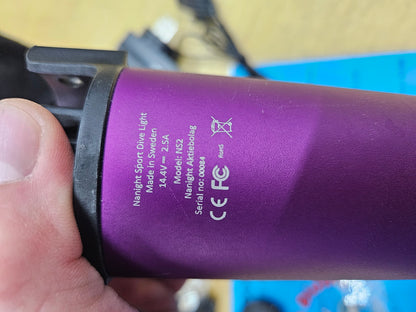 Nanight Sport Dive Light
Made in Sweden
14.4V⎓ 2.5A
Model: NS2
Nanight Aktiebolag
Serial no: 00084
CE FC RoHS